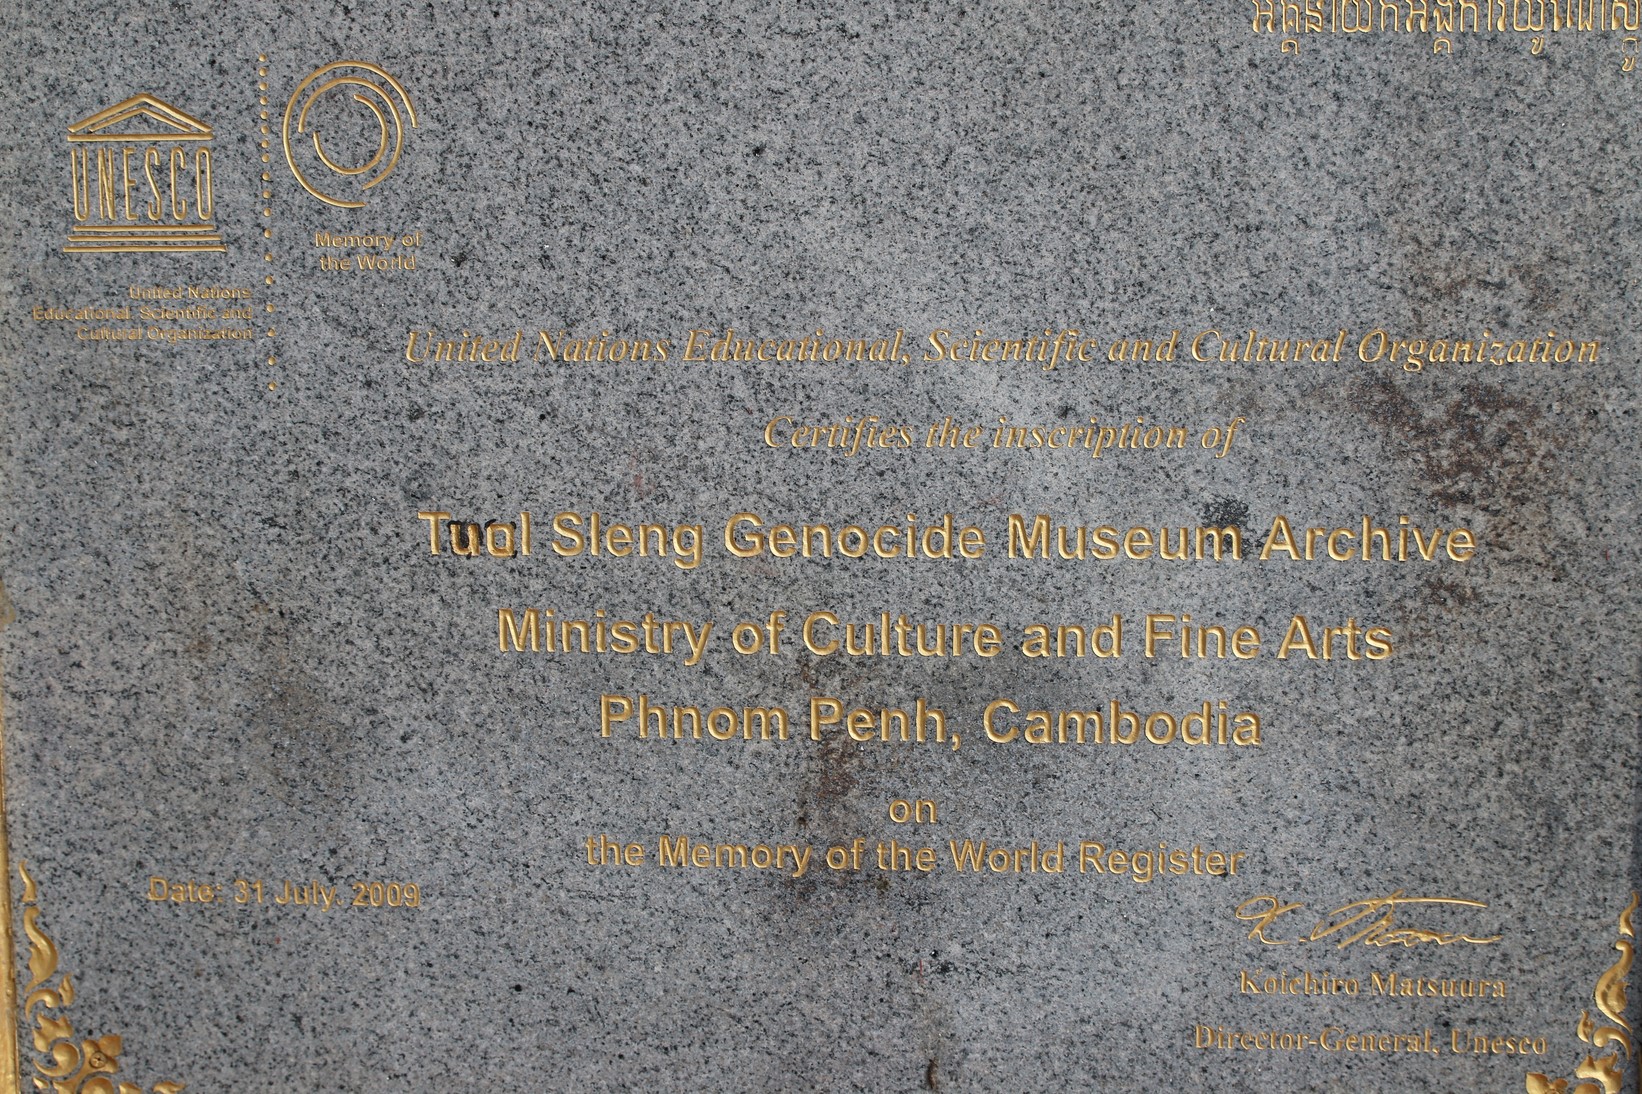 UNESCO
Memory of
the World
United Nations
Educational, Scientific and
Cultural Organization
United Nations Educational, Scientific and Cultural Organization
Certifies the inscription of
Tual Sleng Genocide Museum Archive
Ministry of Culture and Fine Arts
Phnom Penh, Cambodia
on
the Memory of the World Register
Date: 31 July. 2009
Koichiro Matsuura
Director-General, Unesco